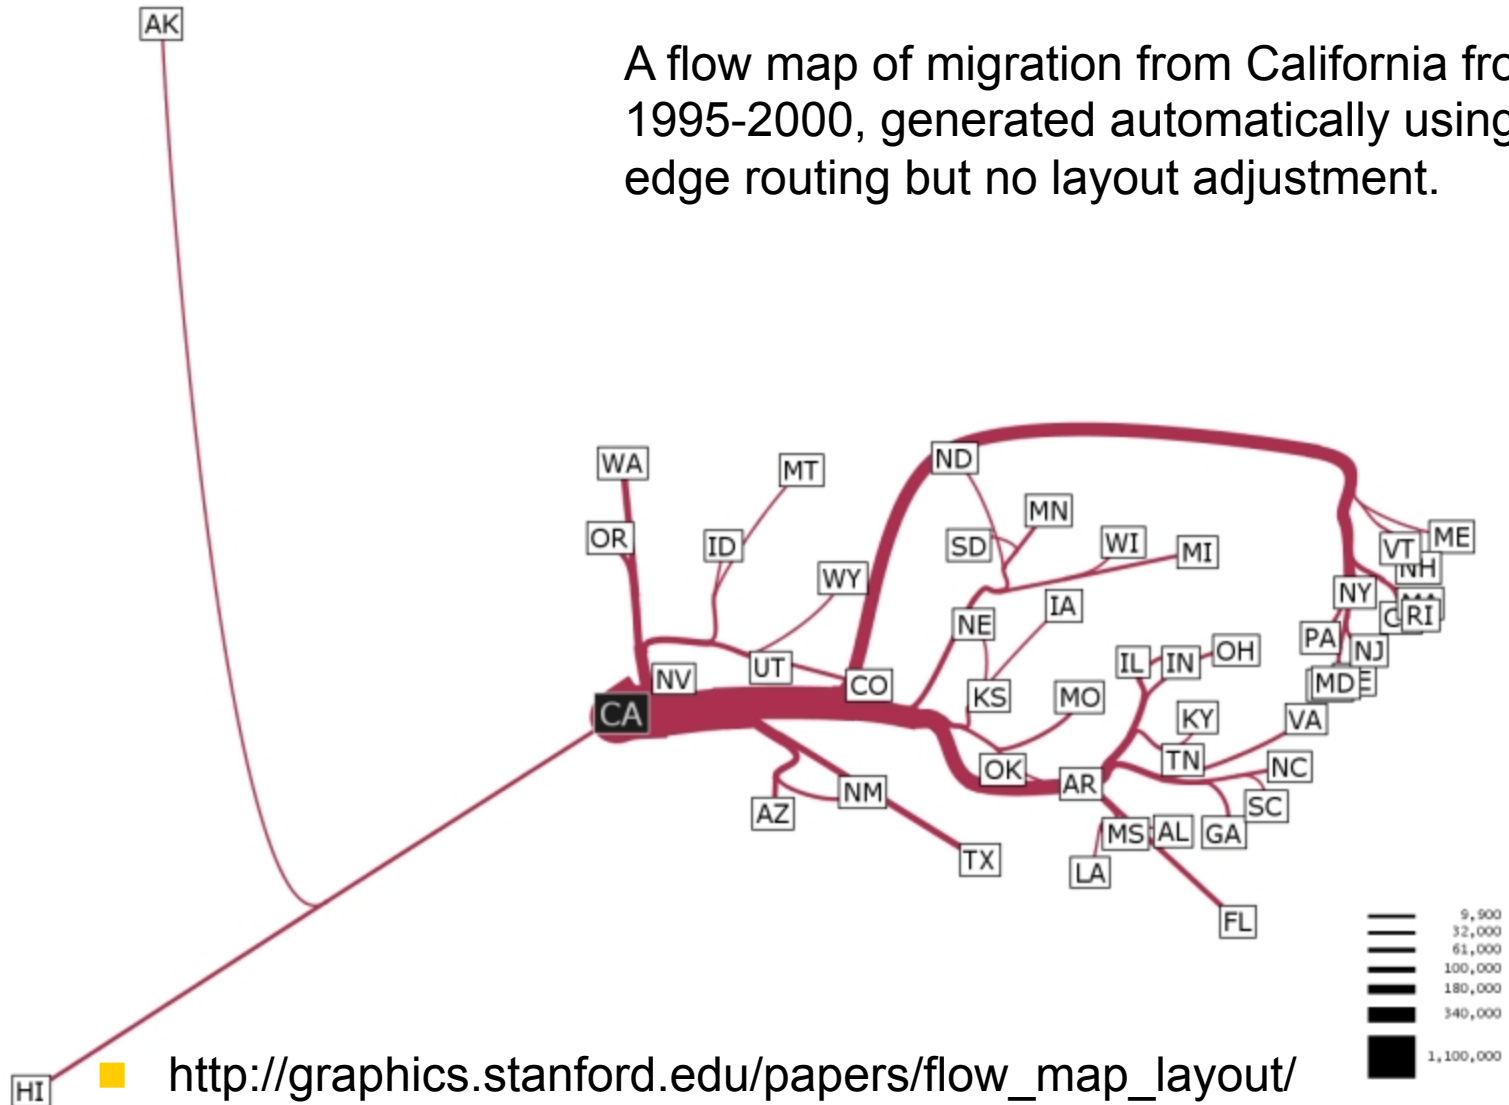 AK
A flow map of migration from California
1995-2000, generated automatically using
edge routing but no layout adjustment.
WA
MT
ND
OR
ID
MN
SD
WI
MI
ME
VT
NH
WY
IA
NE
NY
RI
PA
NJ
IL
IN
OH
UT
NV
CO
KS
MO
MD
CA
KY
VA
TN
NC
OK
AR
NM
AZ
SC
MS
AL
GA
TX
LA
FL
9,900
32,000
61,000
100,000
180,000
340,000
1,100,000
HI
http://graphics.stanford.edu/papers/flow_map_layout/